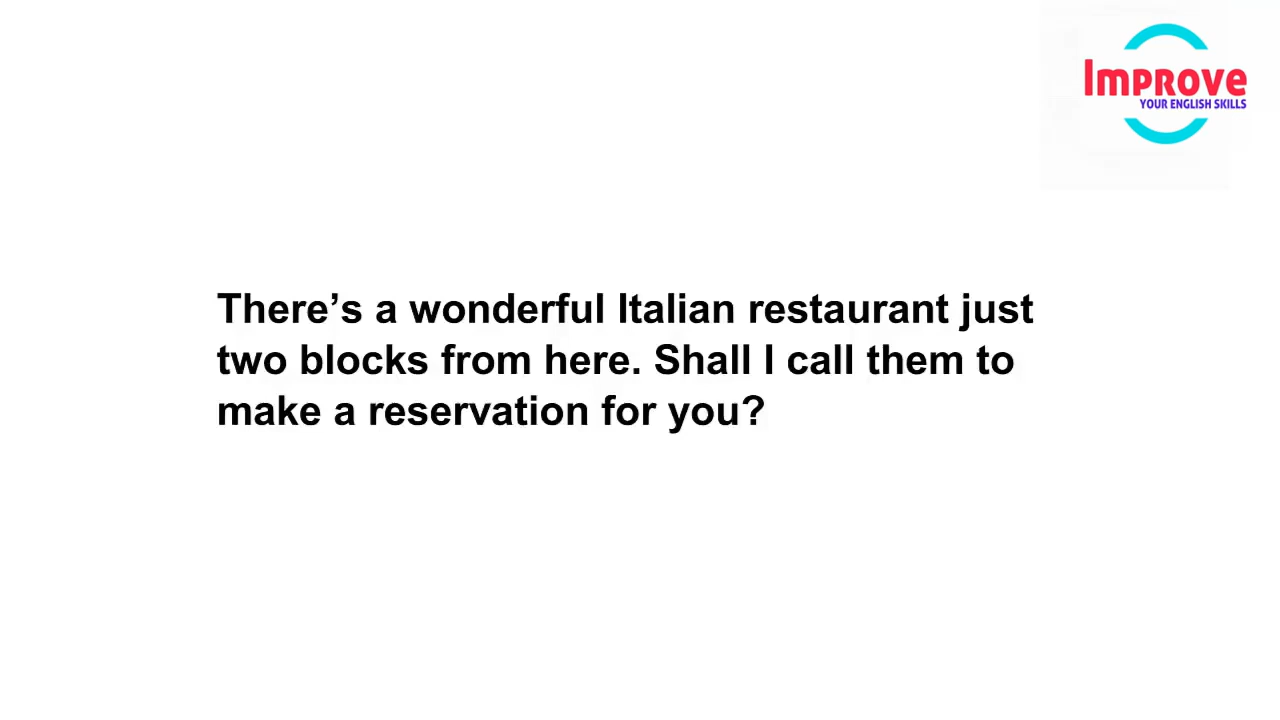 Improve
YOUR ENGLISH SKILLS
There’s a wonderful Italian restaurant just
two blocks from here. Shall I call them to
make a reservation for you?